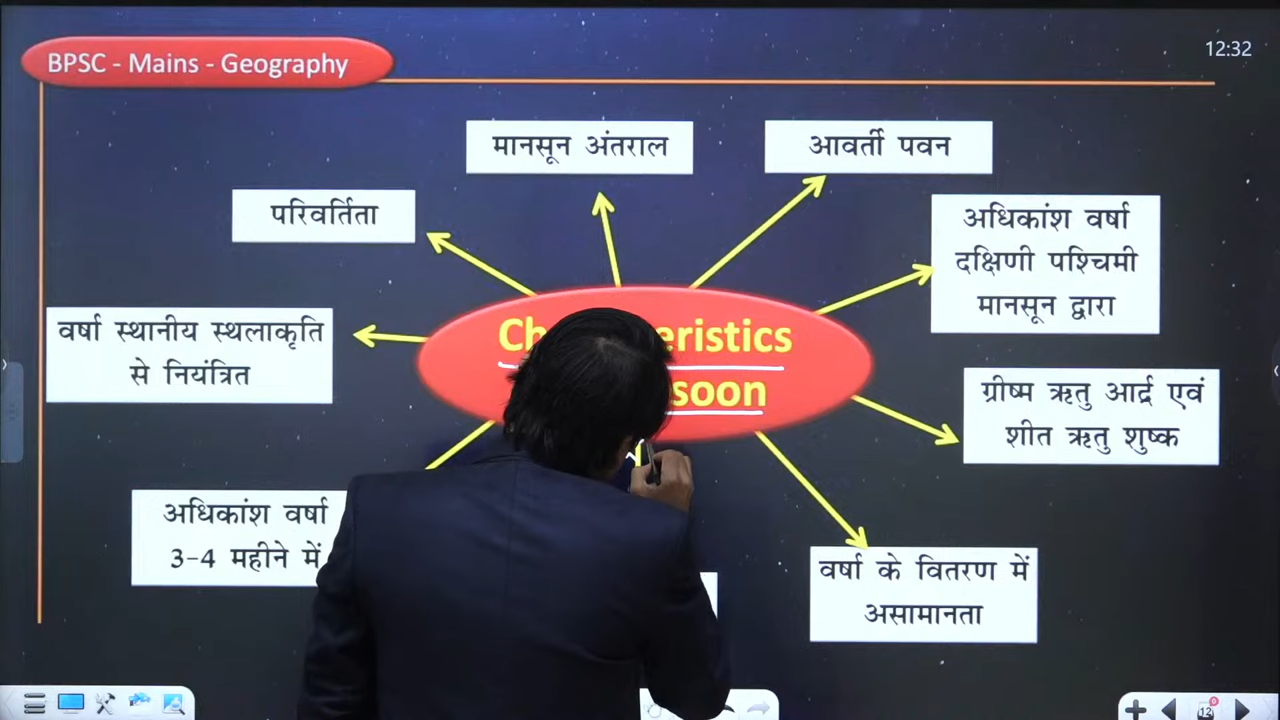 BPSC - Mains - Geography
12:32
मानसून अंतराल
आवर्ती पवन
परिवर्तिता
अधिकांश वर्षा
दक्षिणी पश्चिमी
मानसून द्वारा
वर्षा स्थानीय स्थलाकृति
से नियंत्रित
eristics
soon
ग्रीष्म ऋतु आर्द्र एवं
शीत ऋतु शुष्क
अधिकांश वर्षा
3-4 महीने में
वर्षा के वितरण में
असामानता
12